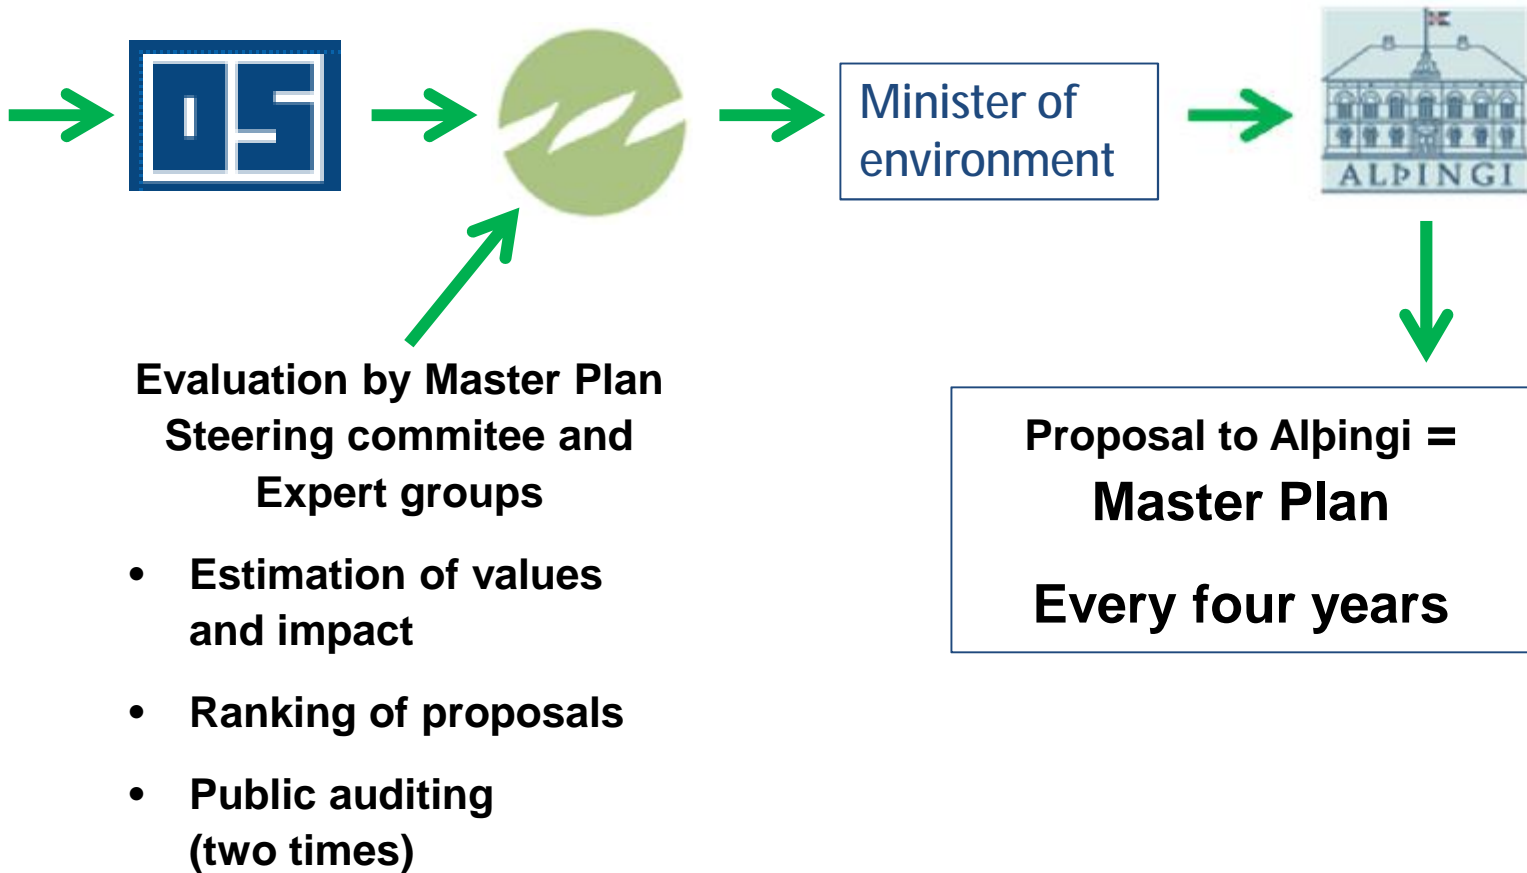 OS
Minister of
environment
ALÞINGI
Evaluation by Master Plan
Steering commitee and
Expert groups
• Estimation of values
and impact
• Ranking of proposals
• Public auditing
(two times)
Proposal to Alþingi =
Master Plan
Every four years